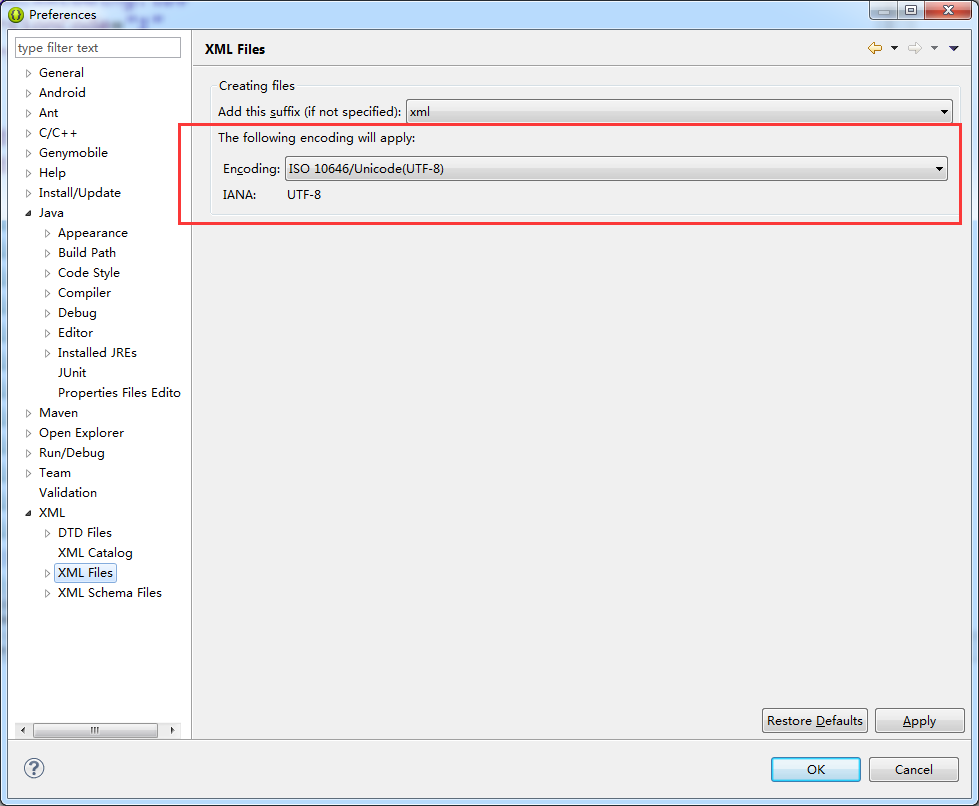 Preferences
type filter text
General
Android
Ant
C/C++
Genymobile
Help
Install/Update
Java
Appearance
Build Path
Code Style
Compiler
Debug
Editor
Installed JREs
JUnit
Properties Files Edito
Maven
Open Explorer
Run/Debug
Team
Validation
XML
DTD Files
XML Catalog
XML Files
XML Schema Files
XML Files
Creating files
Add this suffix (if not specified): xml
The following encoding will apply:
Encoding: ISO 10646/Unicode(UTF-8)
IANA: UTF-8
Restore Defaults Apply
OK Cancel